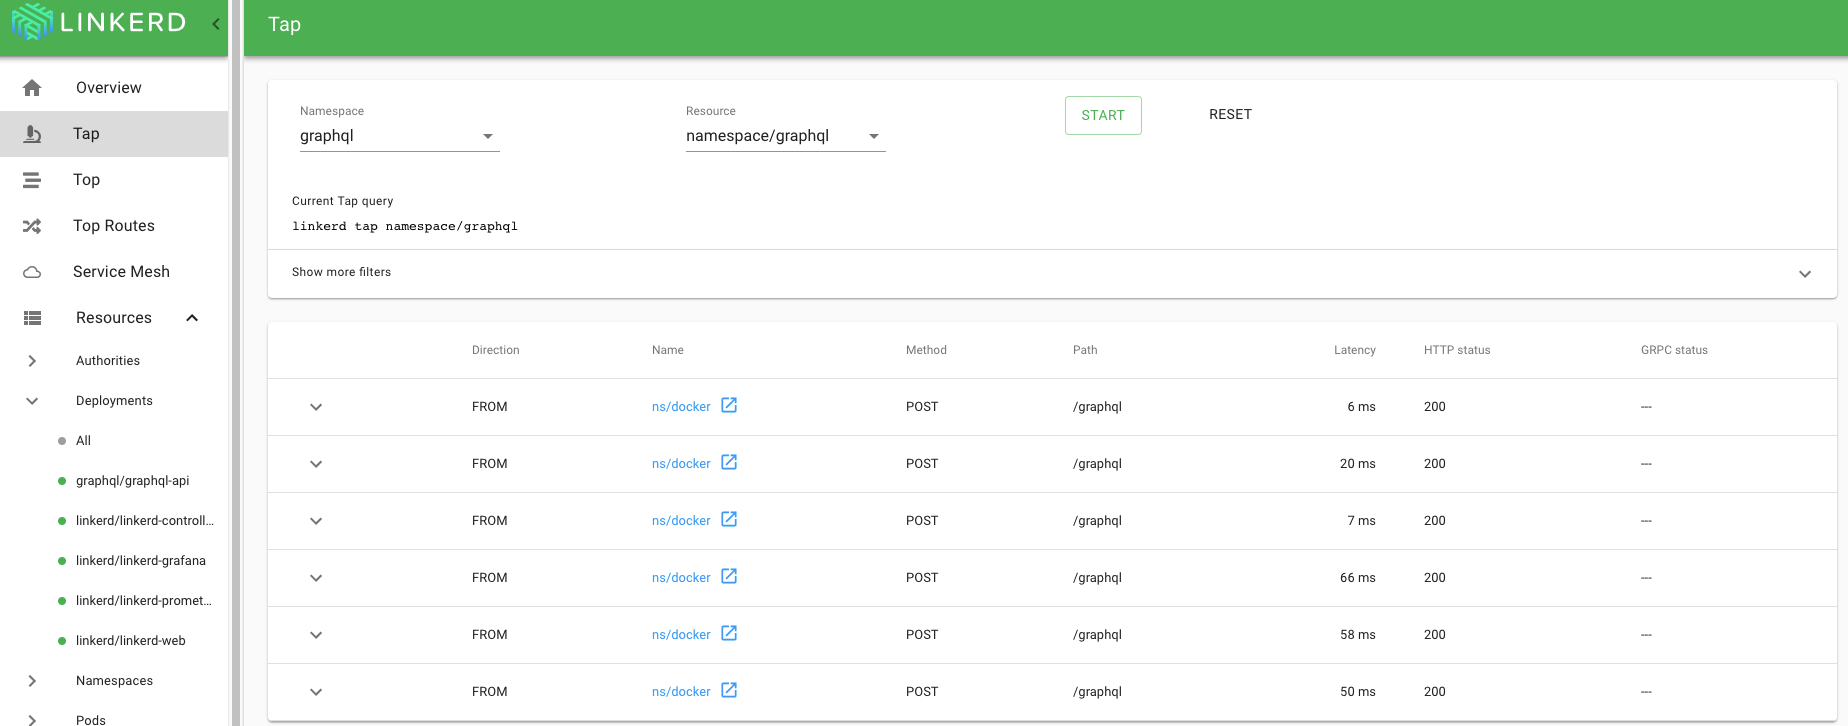 LINKERD
Overview
Tap
Top
Top Routes
Service Mesh
Resources
Authorities
Deployments
All
graphql/graphql-api
linkerd/linkerd-controll...
linkerd/linkerd-grafana
linkerd/linkerd-promet...
linkerd/linkerd-web
Namespaces
Pods
Tap
Namespace Resource
graphql namespace/graphql START RESET
Current Tap query
linkerd tap namespace/graphql
Show more filters
Direction Name Method Path Latency HTTP status GRPC status
FROM ns/docker POST /graphql 6 ms 200 ---
FROM ns/docker POST /graphql 20 ms 200 ---
FROM ns/docker POST /graphql 7 ms 200 ---
FROM ns/docker POST /graphql 66 ms 200 ---
FROM ns/docker POST /graphql 58 ms 200 ---
FROM ns/docker POST /graphql 50 ms 200 ---